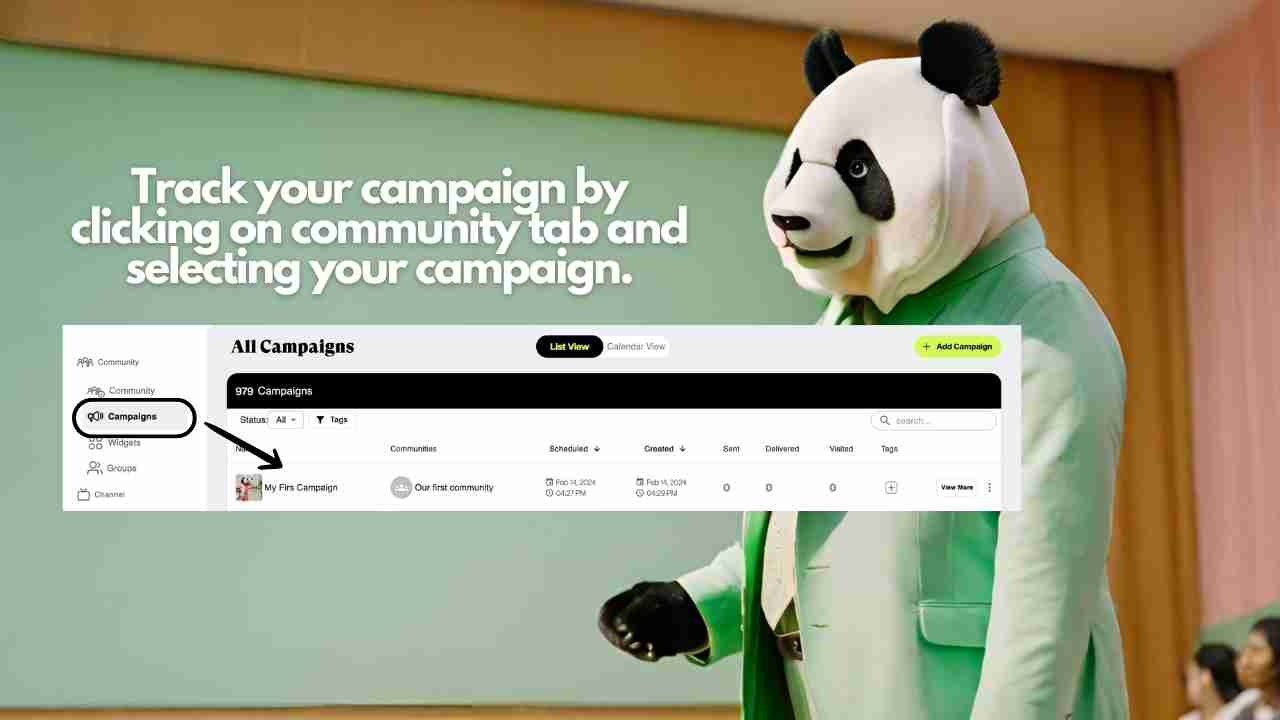 Track your campaign by
clicking on community tab and
selecting your campaign.
Community
Community
Campaigns
Widgets
Groups
Channel
All Campaigns
List View Calendar View
+ Add Campaign
979 Campaigns
Status: All Tags
search...
Communities Scheduled Created Sent Delivered Visited Tags
My Firs Campaign Our first community Feb 14, 2024 04:27 PM Feb 14, 2024 04:29 PM 0 0 0 View More